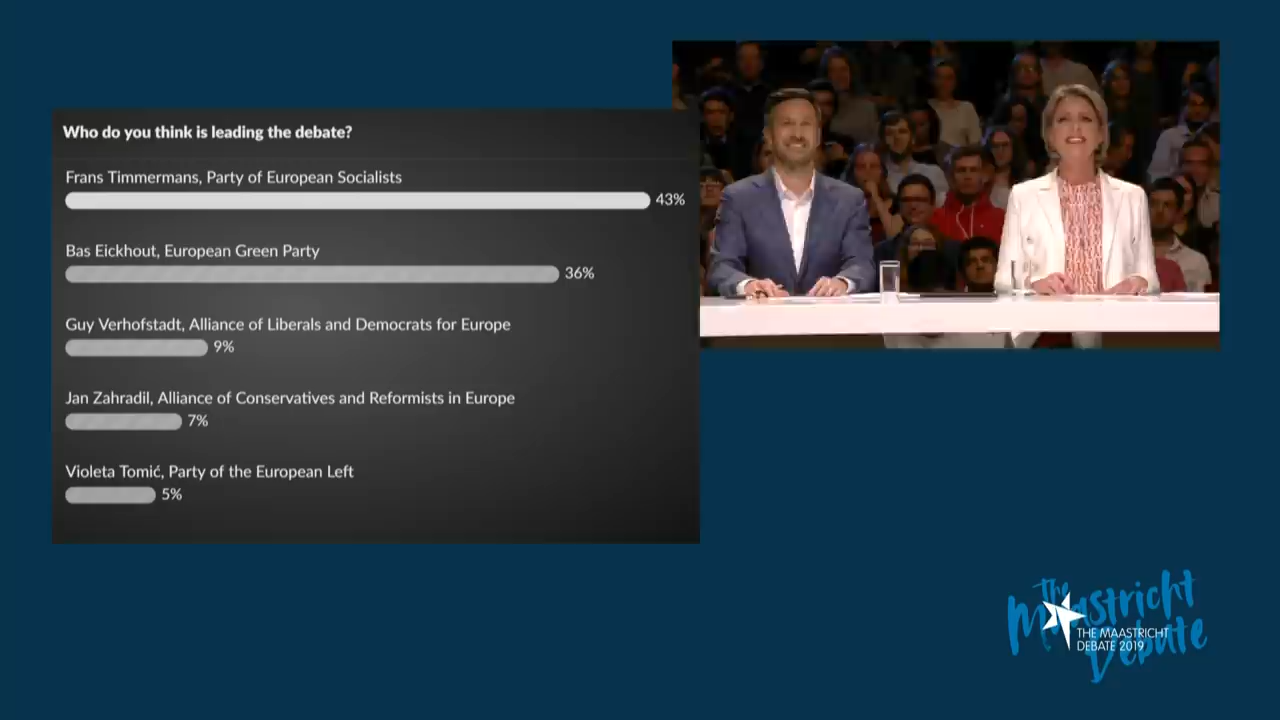 Who do you think is leading the debate?
Frans Timmermans, Party of European Socialists
43%
Bas Eickhout, European Green Party
36%
Guy Verhofstadt, Alliance of Liberals and Democrats for Europe
9%
Jan Zahradil, Alliance of Conservatives and Reformists in Europe
7%
Violeta Tomić, Party of the European Left
5%
The
Maastricht
Debate
THE MAASTRICHT
DEBATE 2019